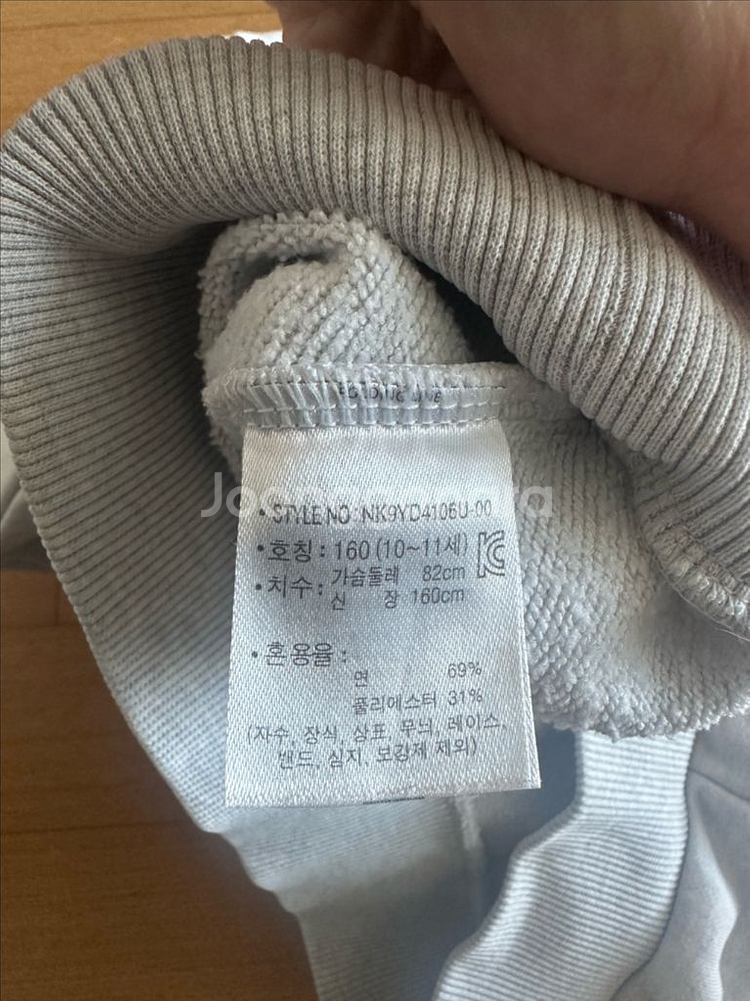 • STYLE NO : NK9YD4106U-00
• 호칭 : 160 (10~11세)
• 치수 : 가슴둘레 82cm
신 장 160cm
• 혼용율 :
면 69%
폴리에스터 31%
(자수, 장식, 상표, 무늬, 레이스,
밴드, 심지, 보강제 제외)